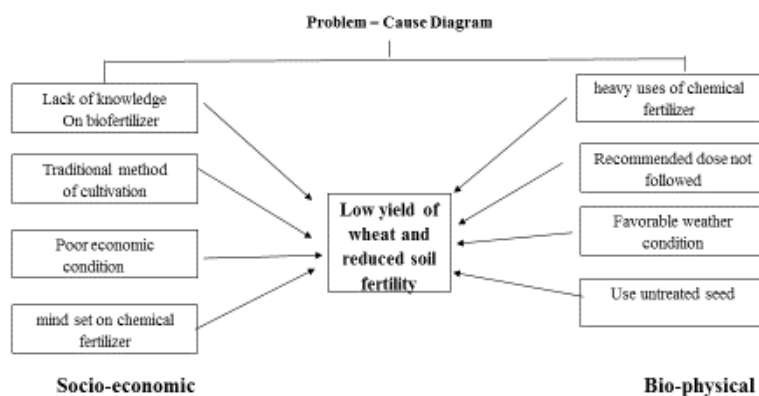 Problem – Cause Diagram
Lack of knowledge
On biofertilizer
Traditional method
of cultivation
Poor economic
condition
mind set on chemical
fertilizer
Low yield of
wheat and
reduced soil
fertility
heavy uses of chemical
fertilizer
Recommended dose not
followed
Favorable weather
condition
Use untreated seed
Socio-economic
Bio-physical